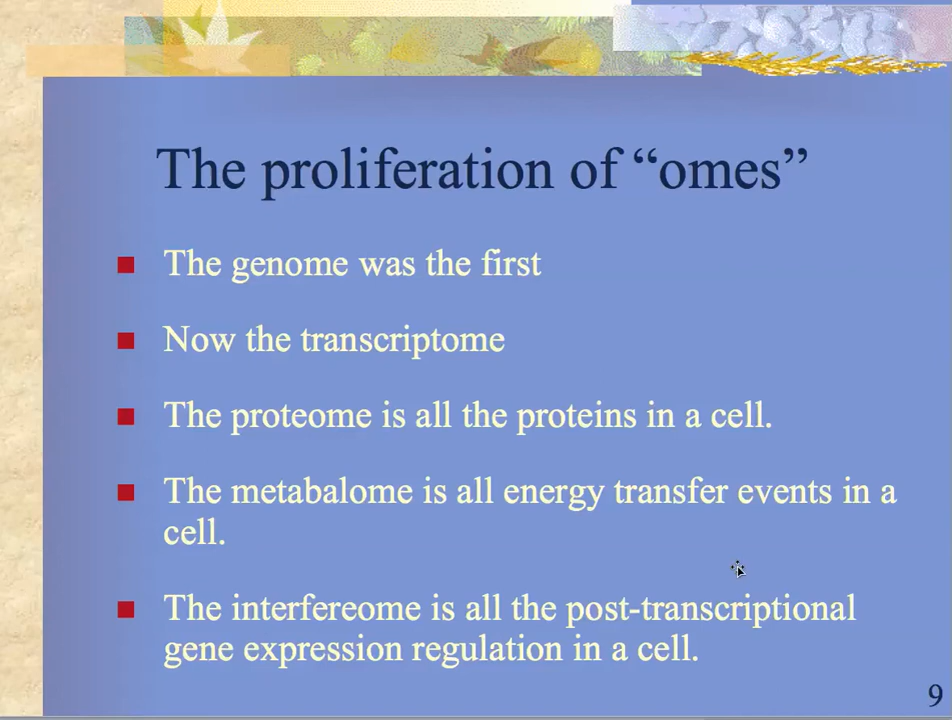 The proliferation of “omes”
The genome was the first
Now the transcriptome
The proteome is all the proteins in a cell.
The metabalome is all energy transfer events in a
cell.
The interfereome is all the post-transcriptional
gene expression regulation in a cell.
9